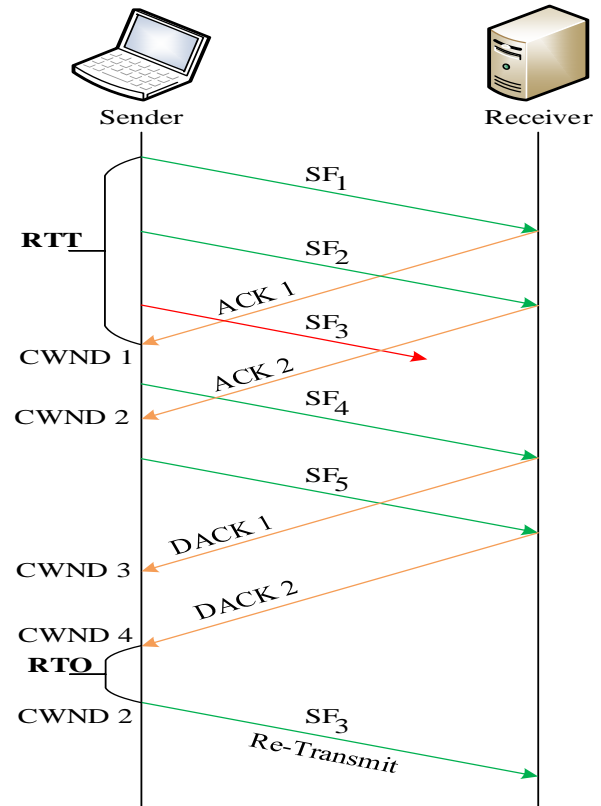 Sender
Receiver
SF1
RTT
SF2
ACK 1
SF3
CWND 1
ACK 2
CWND 2
SF4
SF5
DACK 1
CWND 3
DACK 2
CWND 4
RTO
CWND 2
SF3
Re-Transmit